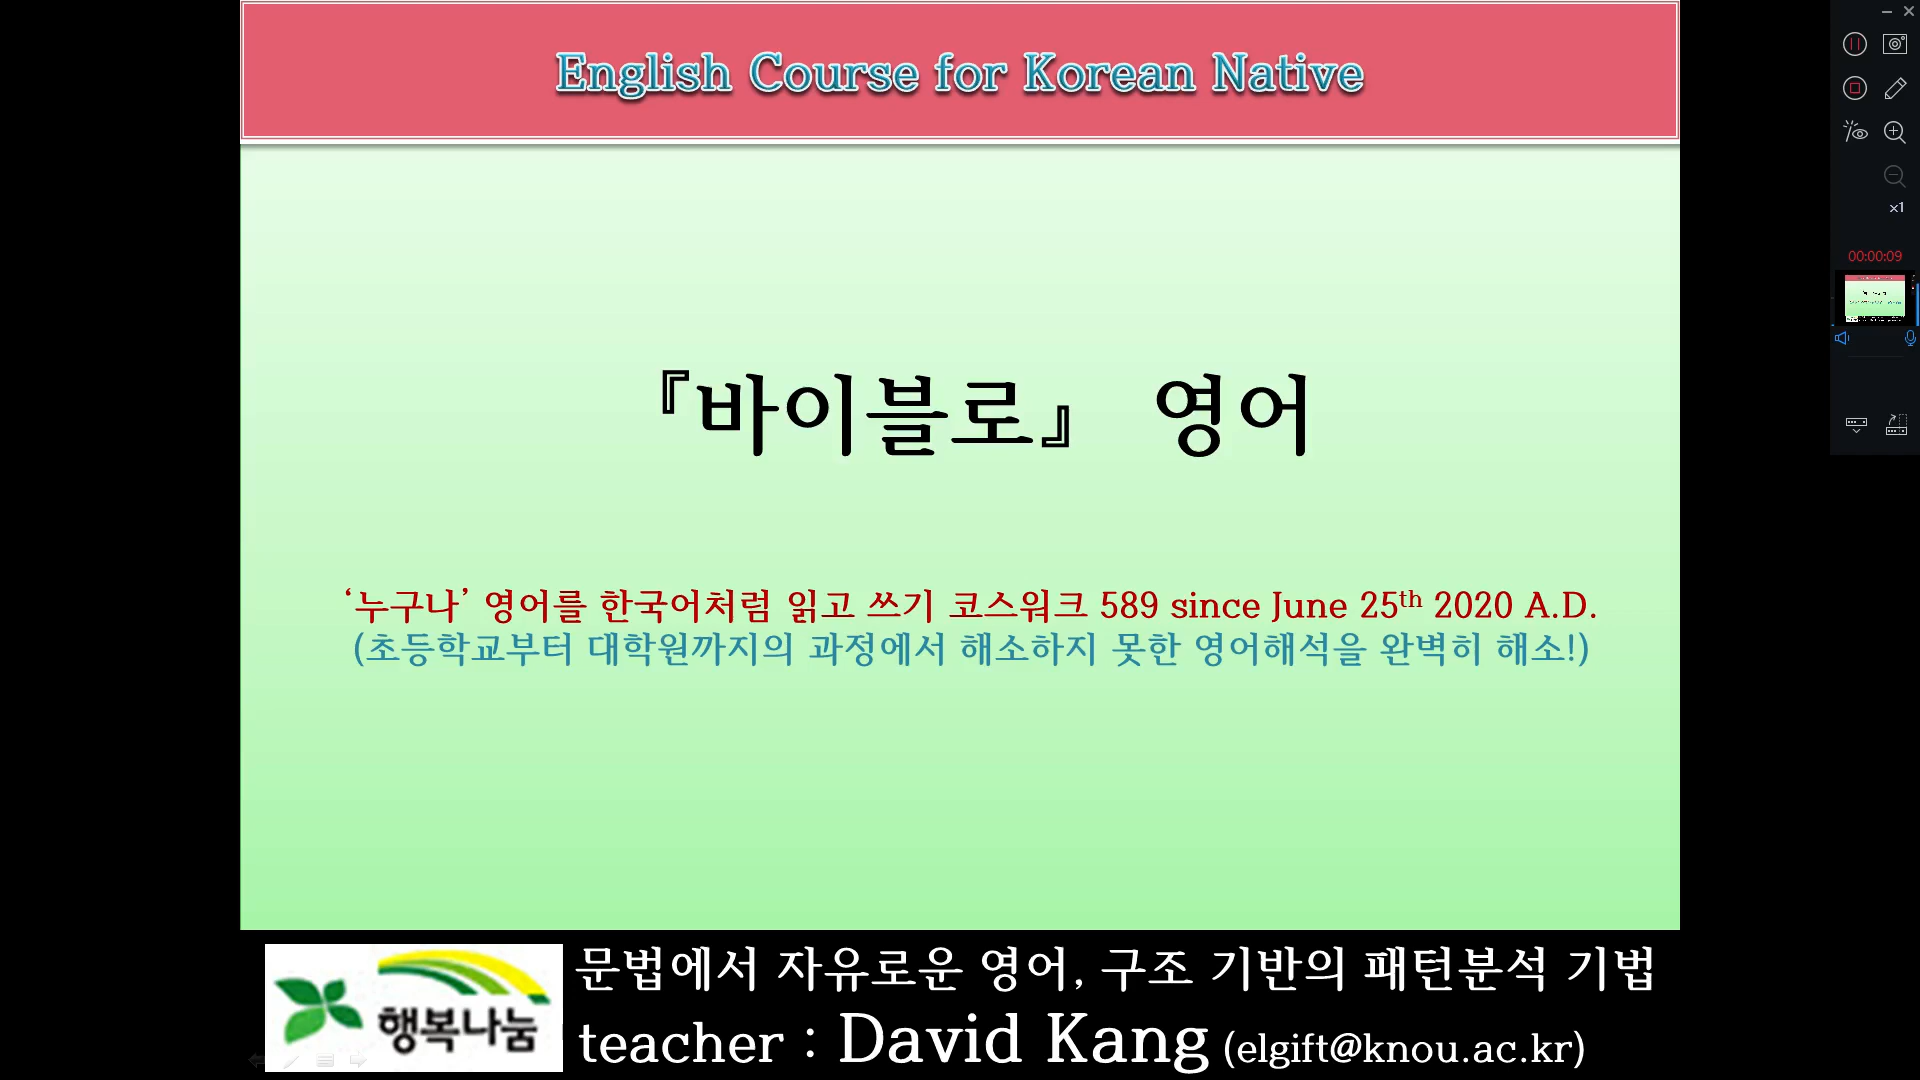 English Course for Korean Native
『바이블로』 영어
‘누구나’ 영어를 한국어처럼 읽고 쓰기 코스워크 589 since June 25th 2020 A.D.
(초등학교부터 대학원까지의 과정에서 해소하지 못한 영어해석을 완벽히 해소!)
행복나눔
문법에서 자유로운 영어, 구조 기반의 패턴분석 기법
teacher : David Kang (elgift@knou.ac.kr)
x1
00:00:09